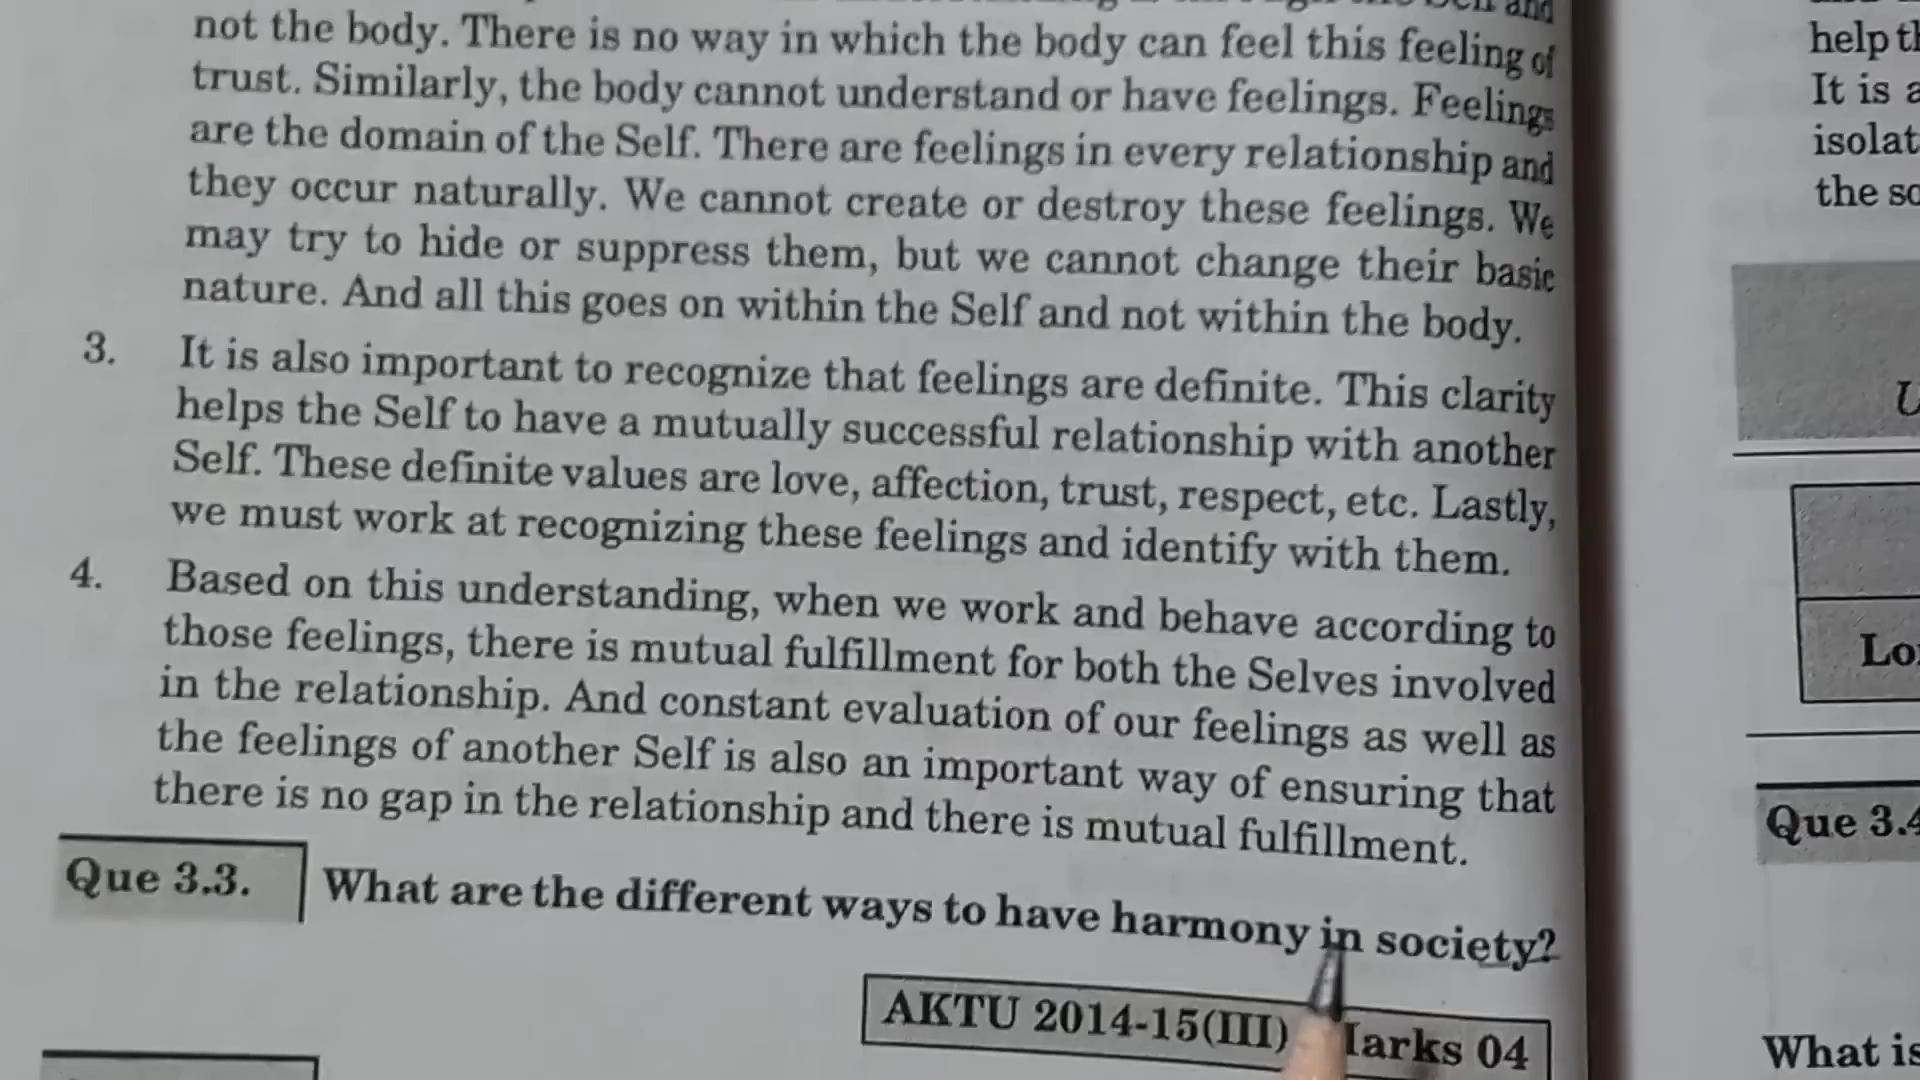 and
not the body. There is no way in which the body can feel this feeling of
trust. Similarly, the body cannot understand or have feelings. Feelings
are the domain of the Self. There are feelings in every relationship and
they occur naturally. We cannot create or destroy these feelings. We
may try to hide or suppress them, but we cannot change their basic
nature. And all this goes on within the Self and not within the body.
3. It is also important to recognize that feelings are definite. This clarity
helps the Self to have a mutually successful relationship with another
Self. These definite values are love, affection, trust, respect, etc. Lastly,
we must work at recognizing these feelings and identify with them.
4. Based on this understanding, when we work and behave according to
those feelings, there is mutual fulfillment for both the Selves involved
in the relationship. And constant evaluation of our feelings as well as
the feelings of another Self is also an important way of ensuring that
there is no gap in the relationship and there is mutual fulfillment.
Que 3.3. What are the different ways to have harmony in society?
AKTU 2014-15(III) Marks 04
help
It is
isolat
the so
U
Lo
Que 3.4
What is